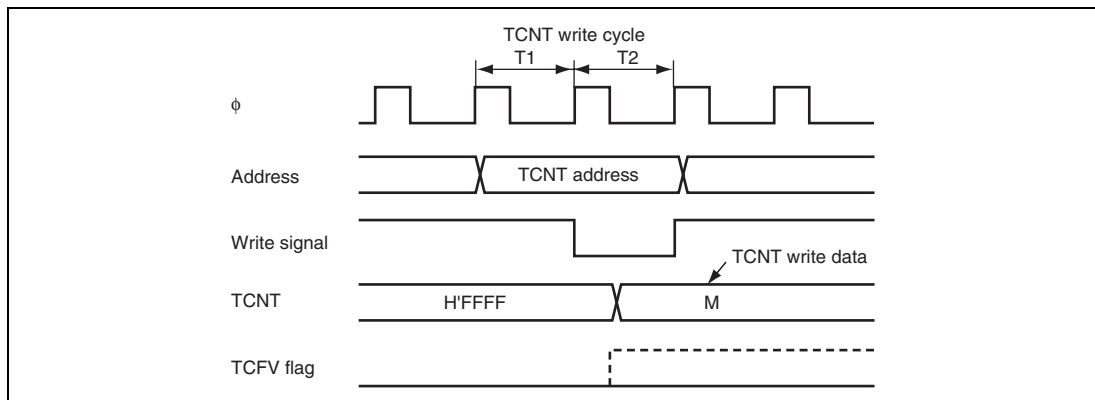 TCNT write cycle
T1 T2
ϕ
Address TCNT address
Write signal
TCNT write data
TCNT H'FFFF M
TCFV flag